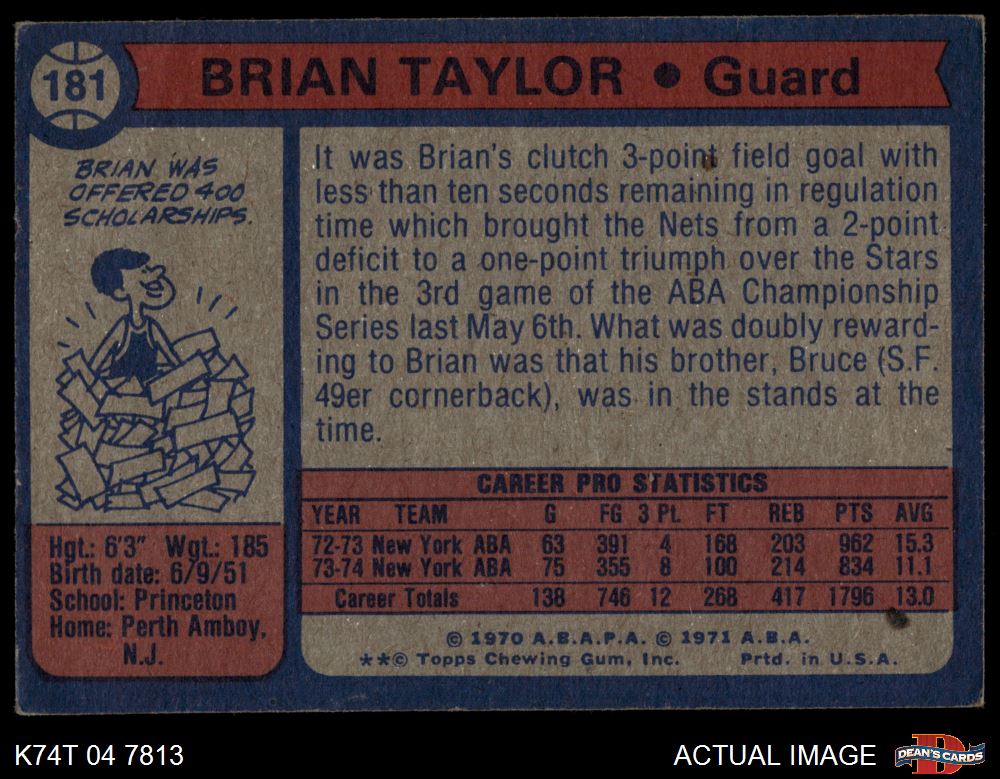 181
BRIAN TAYLOR • Guard
BRIAN WAS
OFFERED 400
SCHOLARSHIPS.
It was Brian's clutch 3-point field goal with
less than ten seconds remaining in regulation
time which brought the Nets from a 2-point
deficit to a one-point triumph over the Stars
in the 3rd game of the ABA Championship
Series last May 6th. What was doubly reward-
ing to Brian was that his brother, Bruce (S.F.
49er cornerback), was in the stands at the
time.
Hgt.: 6'3" Wgt.: 185
Birth date: 6/9/51
School: Princeton
Home: Perth Amboy,
N.J.
CAREER PRO STATISTICS
YEAR TEAM G FG 3 PL FT REB PTS AVG
72-73 New York ABA 63 391 4 168 203 962 15.3
73-74 New York ABA 75 355 8 100 214 834 11.1
Career Totals 138 746 12 268 417 1796 13.0
© 1970 A.B.A.P.A. © 1971 A.B.A.
**© Topps Chewing Gum, Inc. Prtd. in U.S.A.
K74T 04 7813
ACTUAL IMAGE
D
DEAN'S CARDS